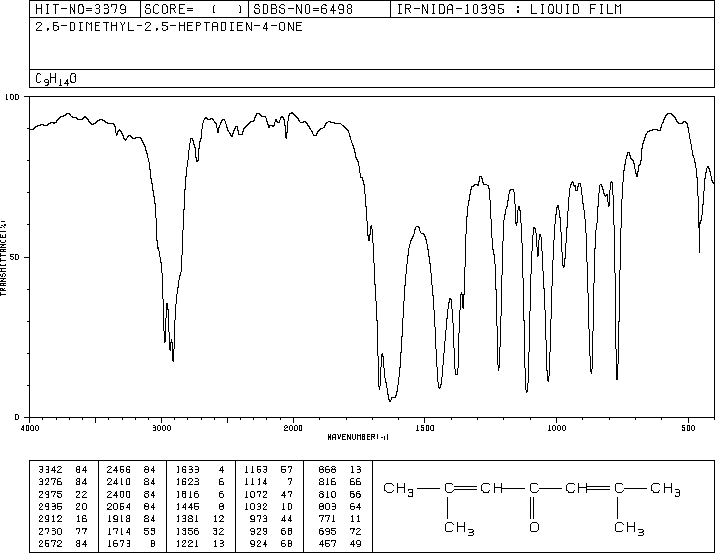 HIT-NO=3379 SCORE= ( ) SDBS-NO=6498 IR-NIDA-10395 : LIQUID FILM
2,6-DIMETHYL-2,5-HEPTADIEN-4-ONE
C9H14O
100
50
0
TRANSMITTANCE(%)
4000 3000 2000 1500 1000 500
WAVENUMBER(-1)
3342 84 2456 84 1633 4 1153 57 868 13
3276 84 2410 84 1623 6 1114 7 816 66
2975 22 2400 84 1616 6 1072 47 810 66
2935 20 2064 84 1446 8 1032 10 803 64
2912 16 1918 84 1381 12 973 44 771 11
2730 77 1714 53 1356 32 929 68 695 72
2672 84 1673 8 1221 13 924 68 457 49
CH3 C CH C CH C CH3
CH3 O CH3